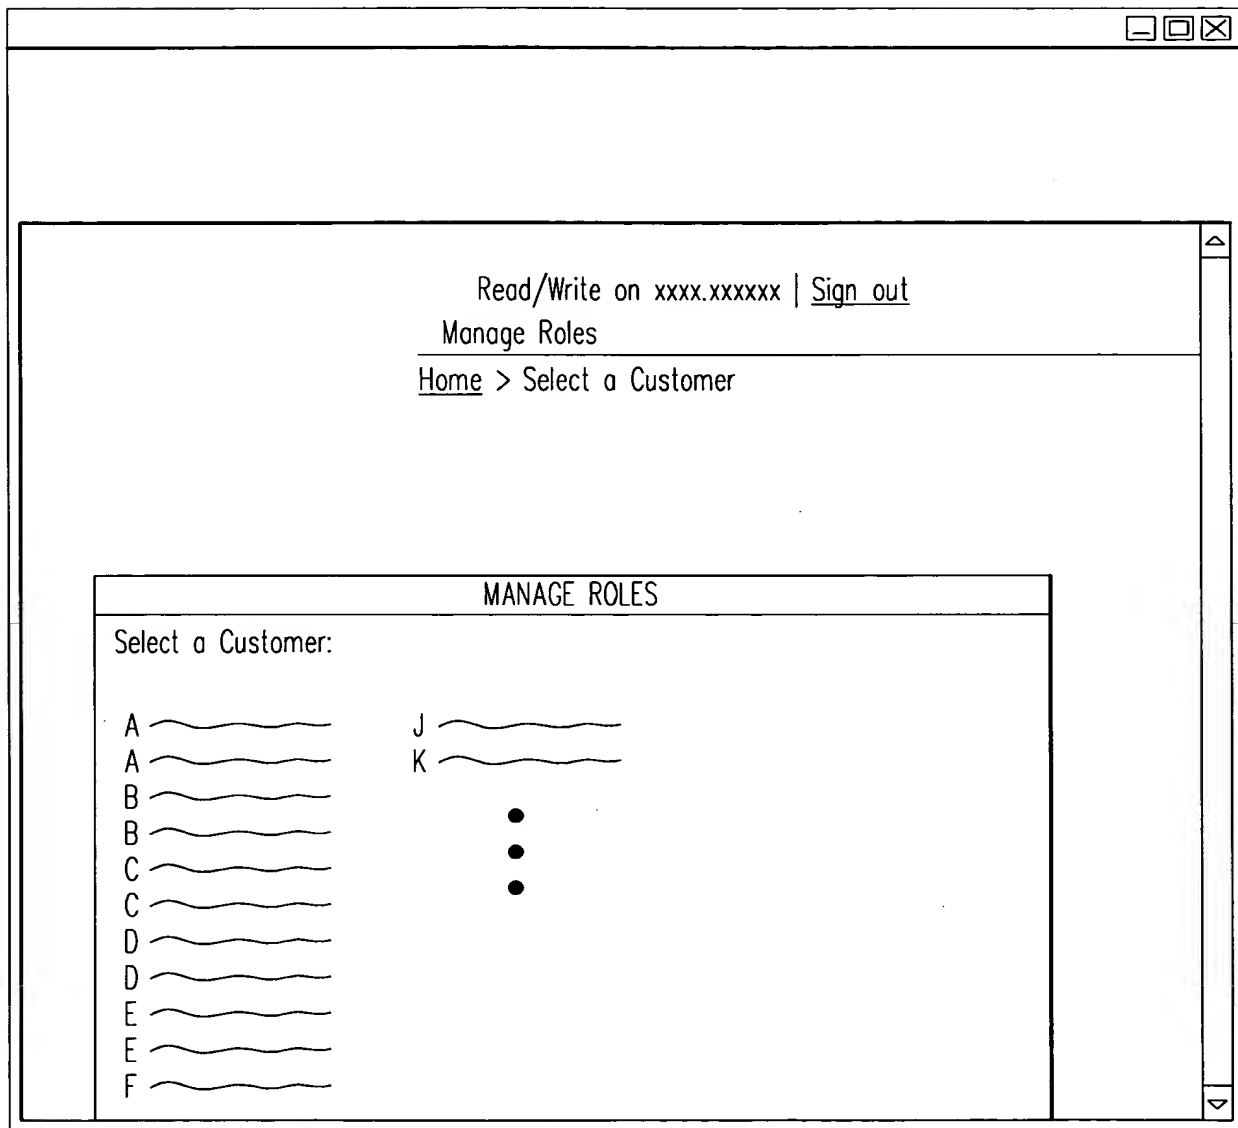 Read/Write on xxxx.xxxxxx | Sign out
Manage Roles
Home > Select a Customer
MANAGE ROLES
Select a Customer:
A
A
B
B
C
C
D
D
E
E
F
J
K